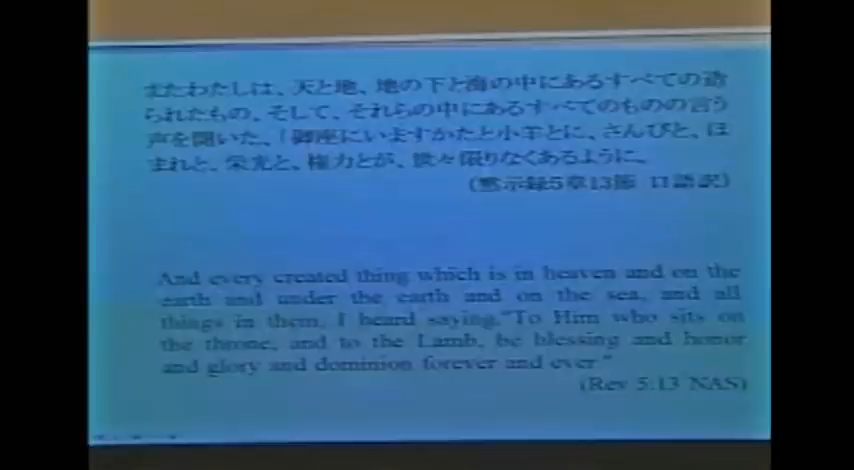 またわたしは、天と地、地の下と海の中にあるすべての造
られたもの、そして、それらの中にあるすべてのものの言う
声を聞いた、「御座にいますかたと小羊とに、さんびと、ほ
まれと、栄光と、権力とが、世々限りなくあるように」
(黙示録5章13節 口語訳)
And every created thing which is in heaven and on the
earth and under the earth and on the sea, and all
things in them, I heard saying,"To Him who sits on
the throne, and to the Lamb, be blessing and honor
and glory and dominion forever and ever."
(Rev 5:13 NAS)